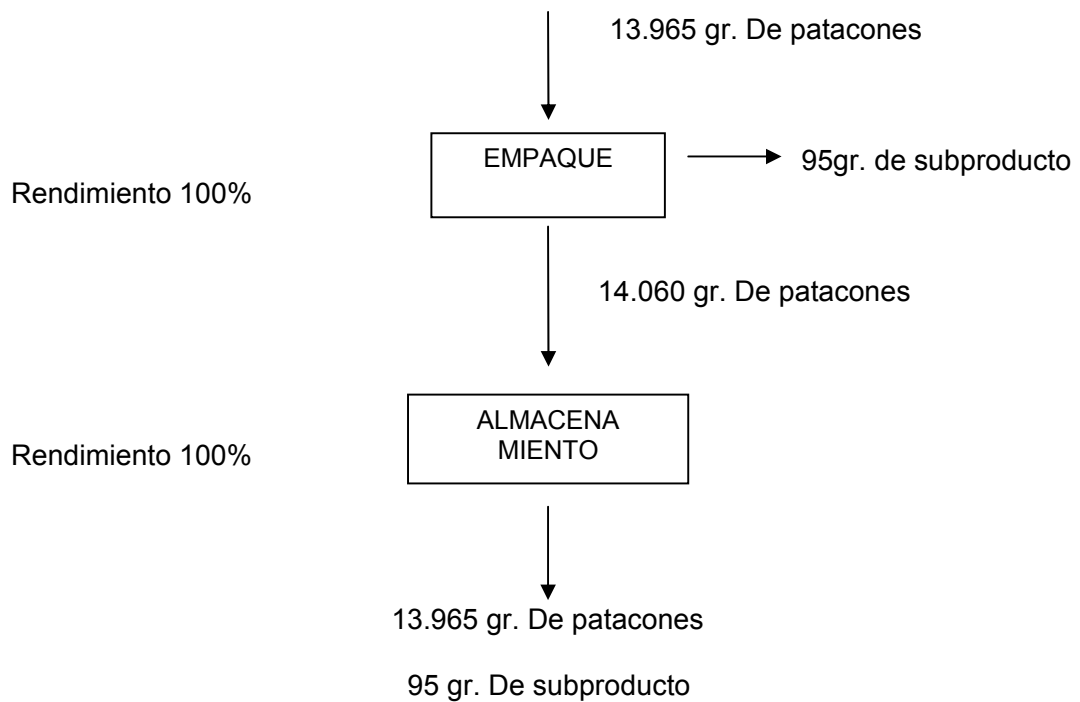 13.965 gr. De patacones
EMPAQUE
95gr. de subproducto
Rendimiento 100%
14.060 gr. De patacones
ALMACENA
MIENTO
Rendimiento 100%
13.965 gr. De patacones
95 gr. De subproducto